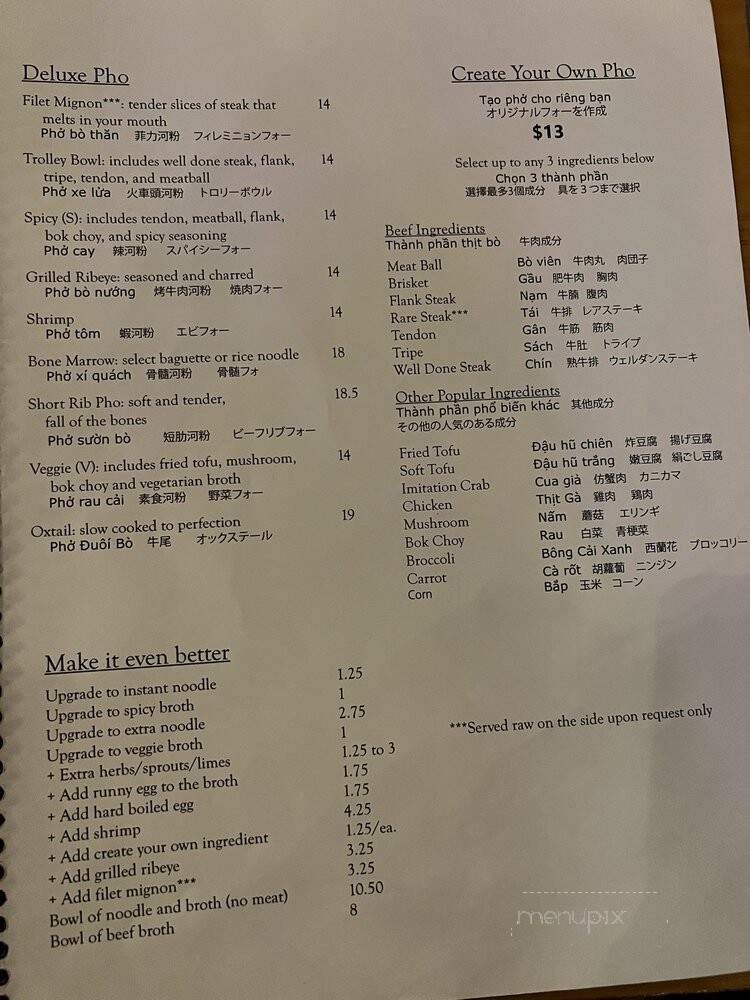 Deluxe Pho
Filet Mignon***: tender slices of steak that 14
melts in your mouth
Phở bò thăn 菲力河粉 フィレミニョンフォー
Trolley Bowl: includes well done steak, flank, 14
tripe, tendon, and meatball
Phở xe lửa 火車頭河粉 トロリーボウル
Spicy (S): includes tendon, meatball, flank, 14
bok choy, and spicy seasoning
Phở cay 辣河粉 スパイシーフォー
Grilled Ribeye: seasoned and charred 14
Phở bò nướng 烤牛肉河粉 焼肉フォー
Shrimp 14
Phở tôm 蝦河粉 エビフォー
Bone Marrow: select baguette or rice noodle 18
Phở xí quách 骨髓河粉 骨髄フォ
Short Rib Pho: soft and tender, 18.5
fall of the bones
Phở sườn bò 短肋河粉 ビーフリブフォー
Veggie (V): includes fried tofu, mushroom, 14
bok choy and vegetarian broth
Phở rau cải 素食河粉 野菜フォー
Oxtail: slow cooked to perfection 19
Phở Đuôí Bò 牛尾 オックステール
Create Your Own Pho
Tạo phở cho riêng bạn
オリジナルフォーを作成
$13
Select up to any 3 ingredients below
Chọn 3 thành phần
選擇最多3個成分 具を３つまで選択
Beef Ingredients
Thành phần thịt bò 牛肉成分
Meat Ball Bò viên 牛肉丸 肉団子
Brisket Gầu 肥牛肉 胸肉
Flank Steak Nạm 牛腩 腹肉
Rare Steak*** Tái 牛排 レアステーキ
Tendon Gân 牛筋 筋肉
Tripe Sách 牛肚 トライプ
Well Done Steak Chín 熟牛排 ウェルダンステーキ
Other Popular Ingredients
Thành phần phổ biến khác 其他成分
その他の人気のある成分
Fried Tofu Đậu hũ chiên 炸豆腐 揚げ豆腐
Soft Tofu Đậu hũ trắng 嫩豆腐 絹ごし豆腐
Imitation Crab Cua già 仿蟹肉 カニカマ
Chicken Thịt Gà 雞肉 鶏肉
Mushroom Nấm 蘑菇 エリンギ
Bok Choy Rau 白菜 青梗菜
Broccoli Bông Cải Xanh 西蘭花 ブロッコリー
Carrot Cà rốt 胡蘿蔔 ニンジン
Corn Bắp 玉米 コーン
Make it even better
Upgrade to instant noodle 1.25
Upgrade to spicy broth 1
Upgrade to extra noodle 2.75
Upgrade to veggie broth 1
+ Extra herbs/sprouts/limes 1.25 to 3
+ Add runny egg to the broth 1.75
+ Add hard boiled egg 1.75
+ Add shrimp 4.25
+ Add create your own ingredient 1.25/ea.
+ Add grilled ribeye 3.25
+ Add filet mignon*** 3.25
Bowl of noodle and broth (no meat) 10.50
Bowl of beef broth 8
***Served raw on the side upon request only
menupix